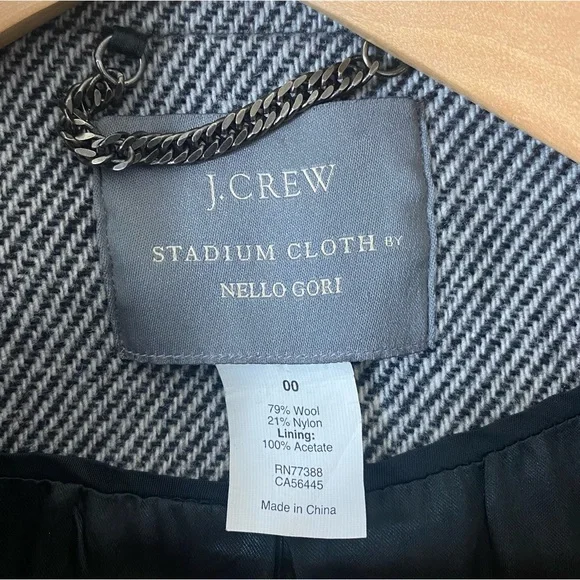 J.CREW
STADIUM CLOTH BY
NELLO GORI
00
79% Wool
21% Nylon
Lining:
100% Acetate
RN77388
CA56445
Made in China